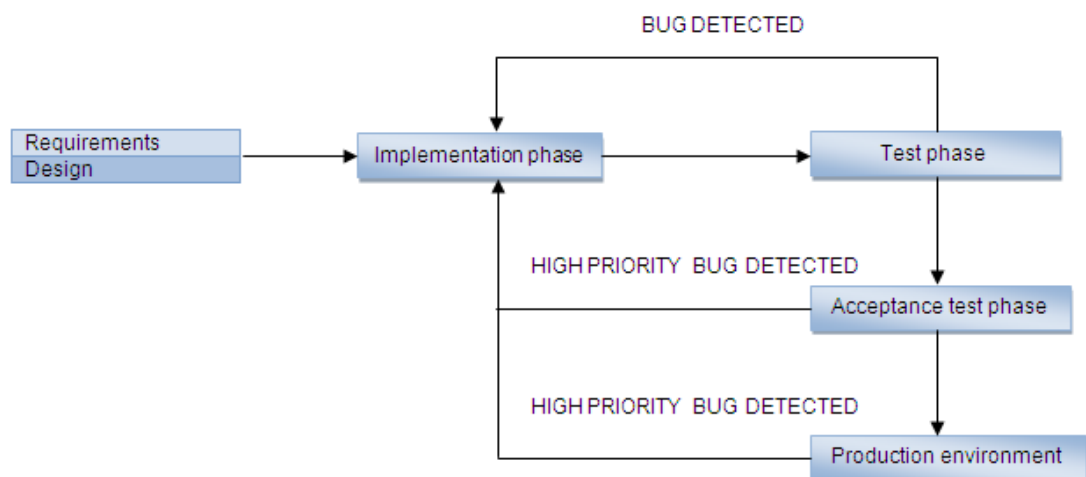 BUG DETECTED
Requirements
Design
Implementation phase
Test phase
HIGH PRIORITY BUG DETECTED
Acceptance test phase
HIGH PRIORITY BUG DETECTED
Production environment